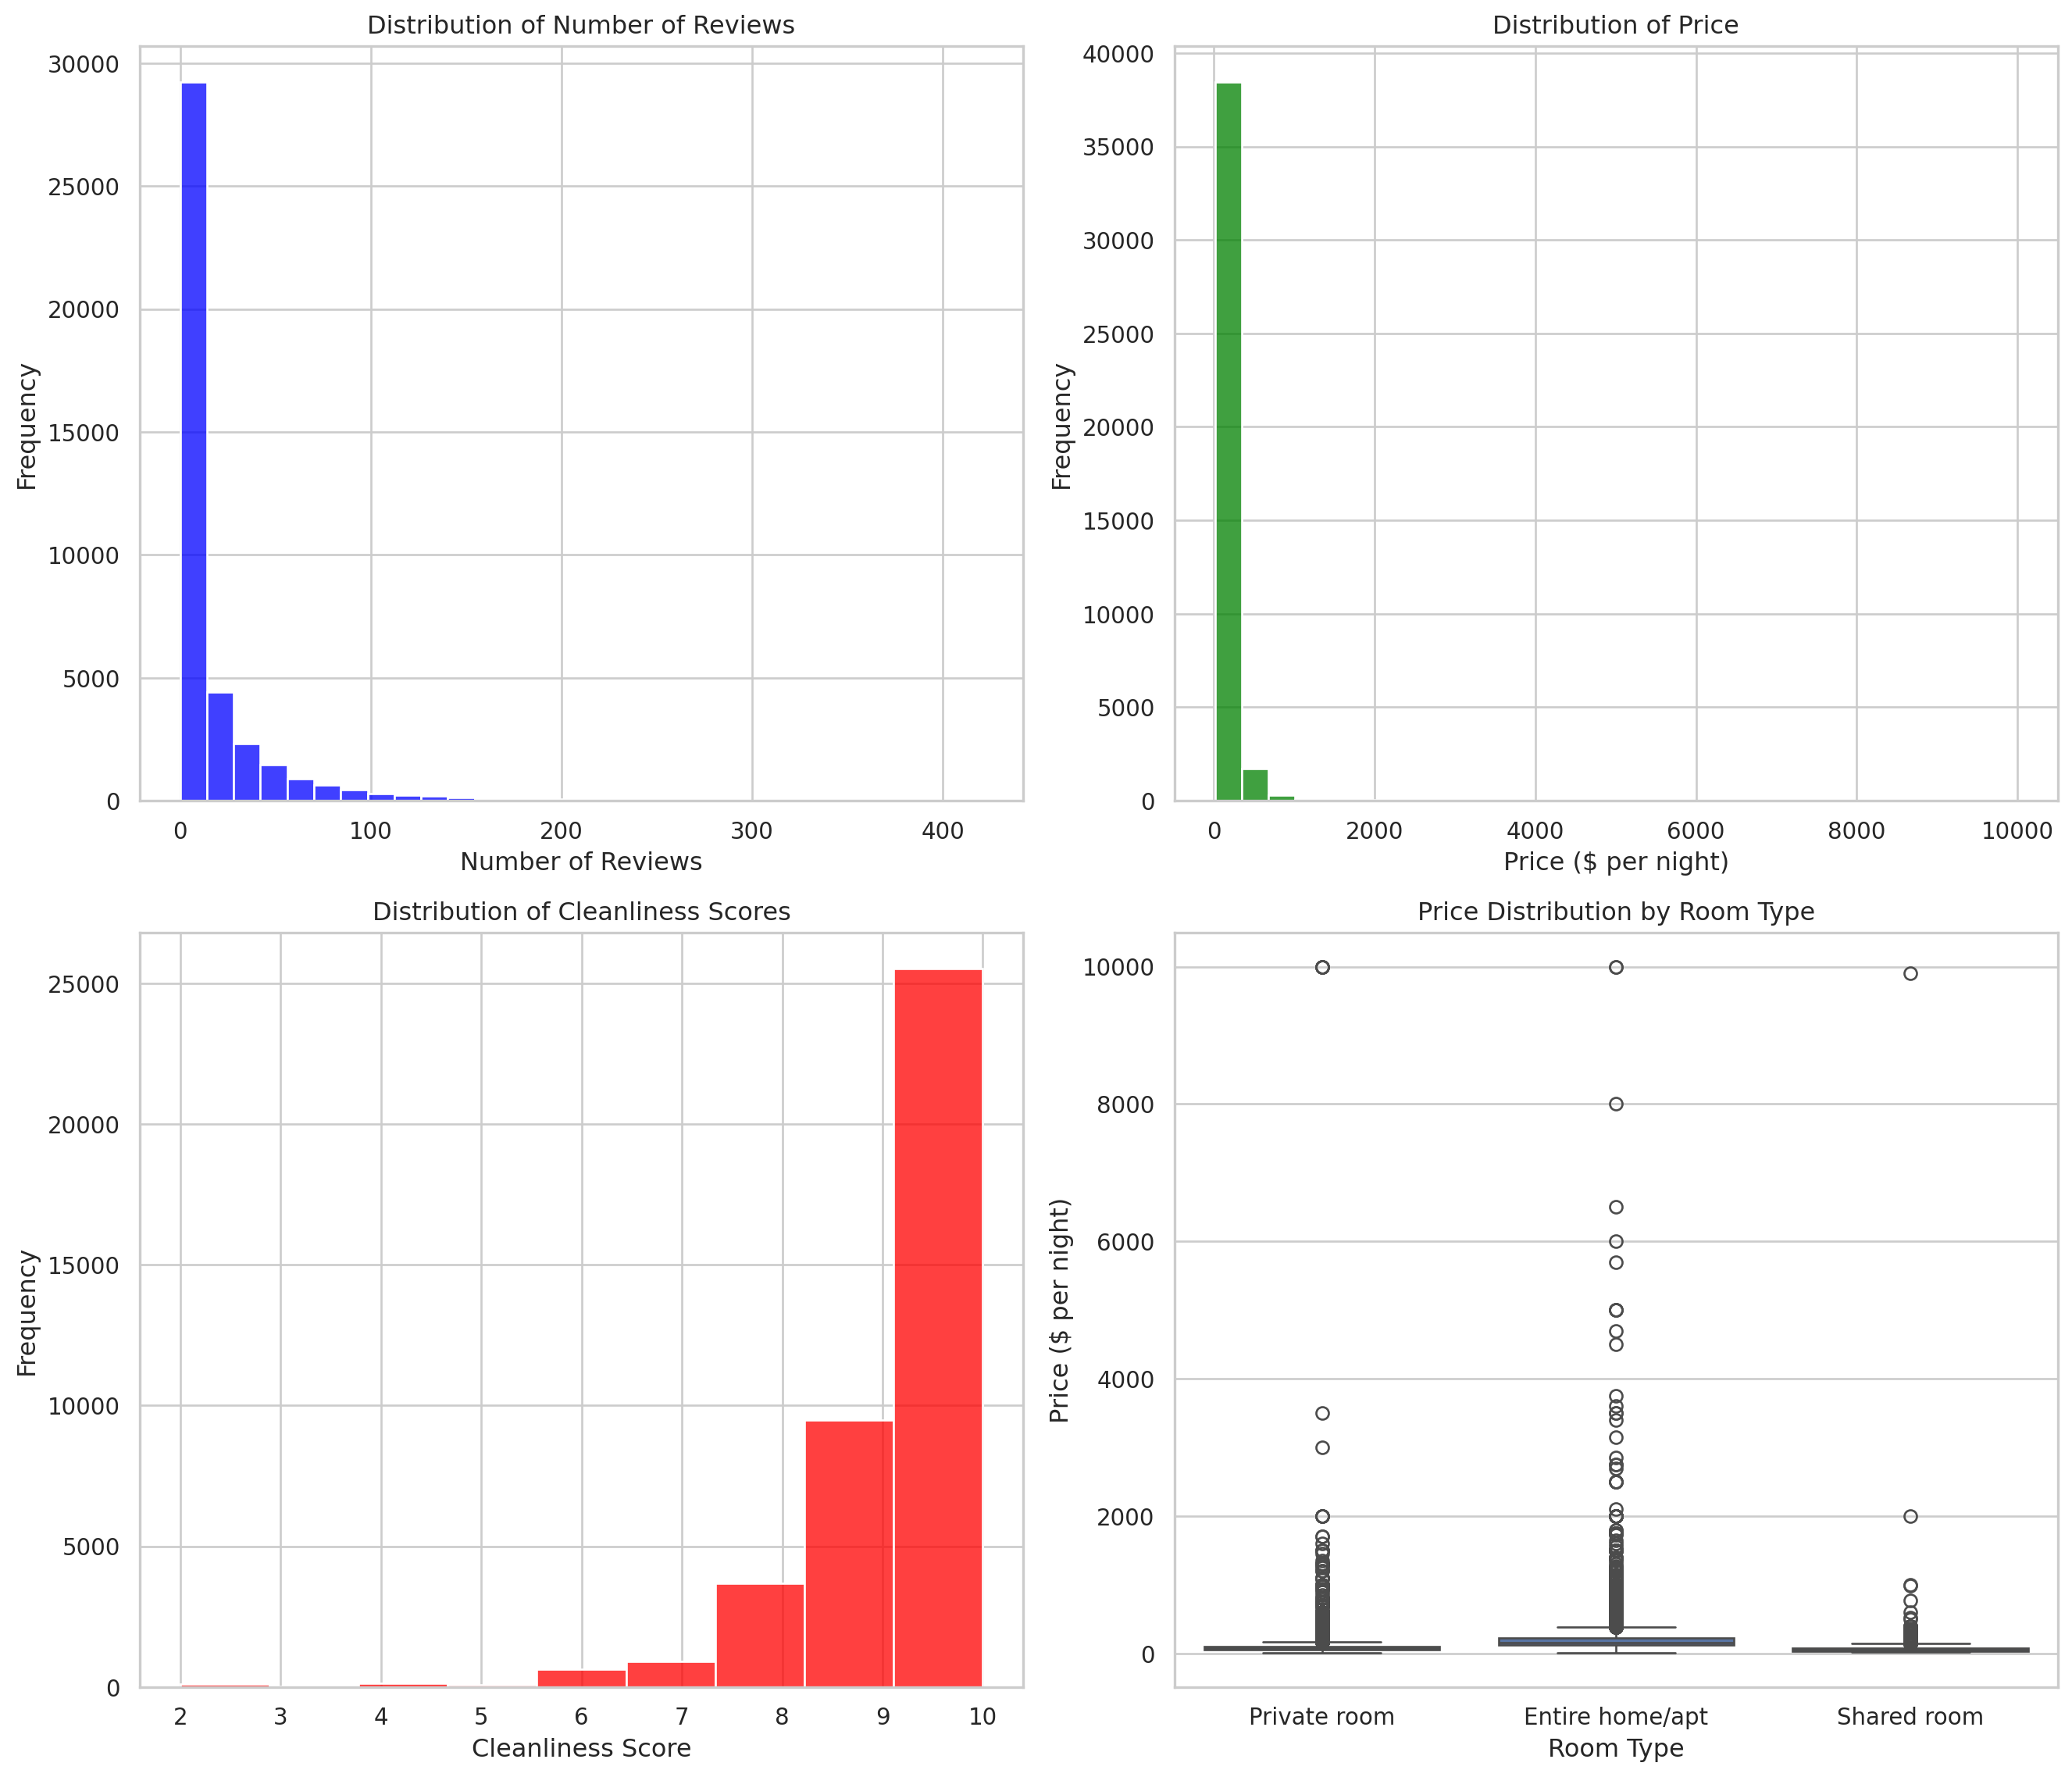 Distribution of Number of Reviews
30000
25000
20000
15000
10000
5000
0
Frequency
0 100 200 300 400
Number of Reviews
Distribution of Price
40000
35000
30000
25000
20000
15000
10000
5000
0
Frequency
0 2000 4000 6000 8000 10000
Price ($ per night)
Distribution of Cleanliness Scores
25000
20000
15000
10000
5000
0
Frequency
2 3 4 5 6 7 8 9 10
Cleanliness Score
Price Distribution by Room Type
10000
8000
6000
4000
2000
0
Price ($ per night)
Private room Entire home/apt Shared room
Room Type